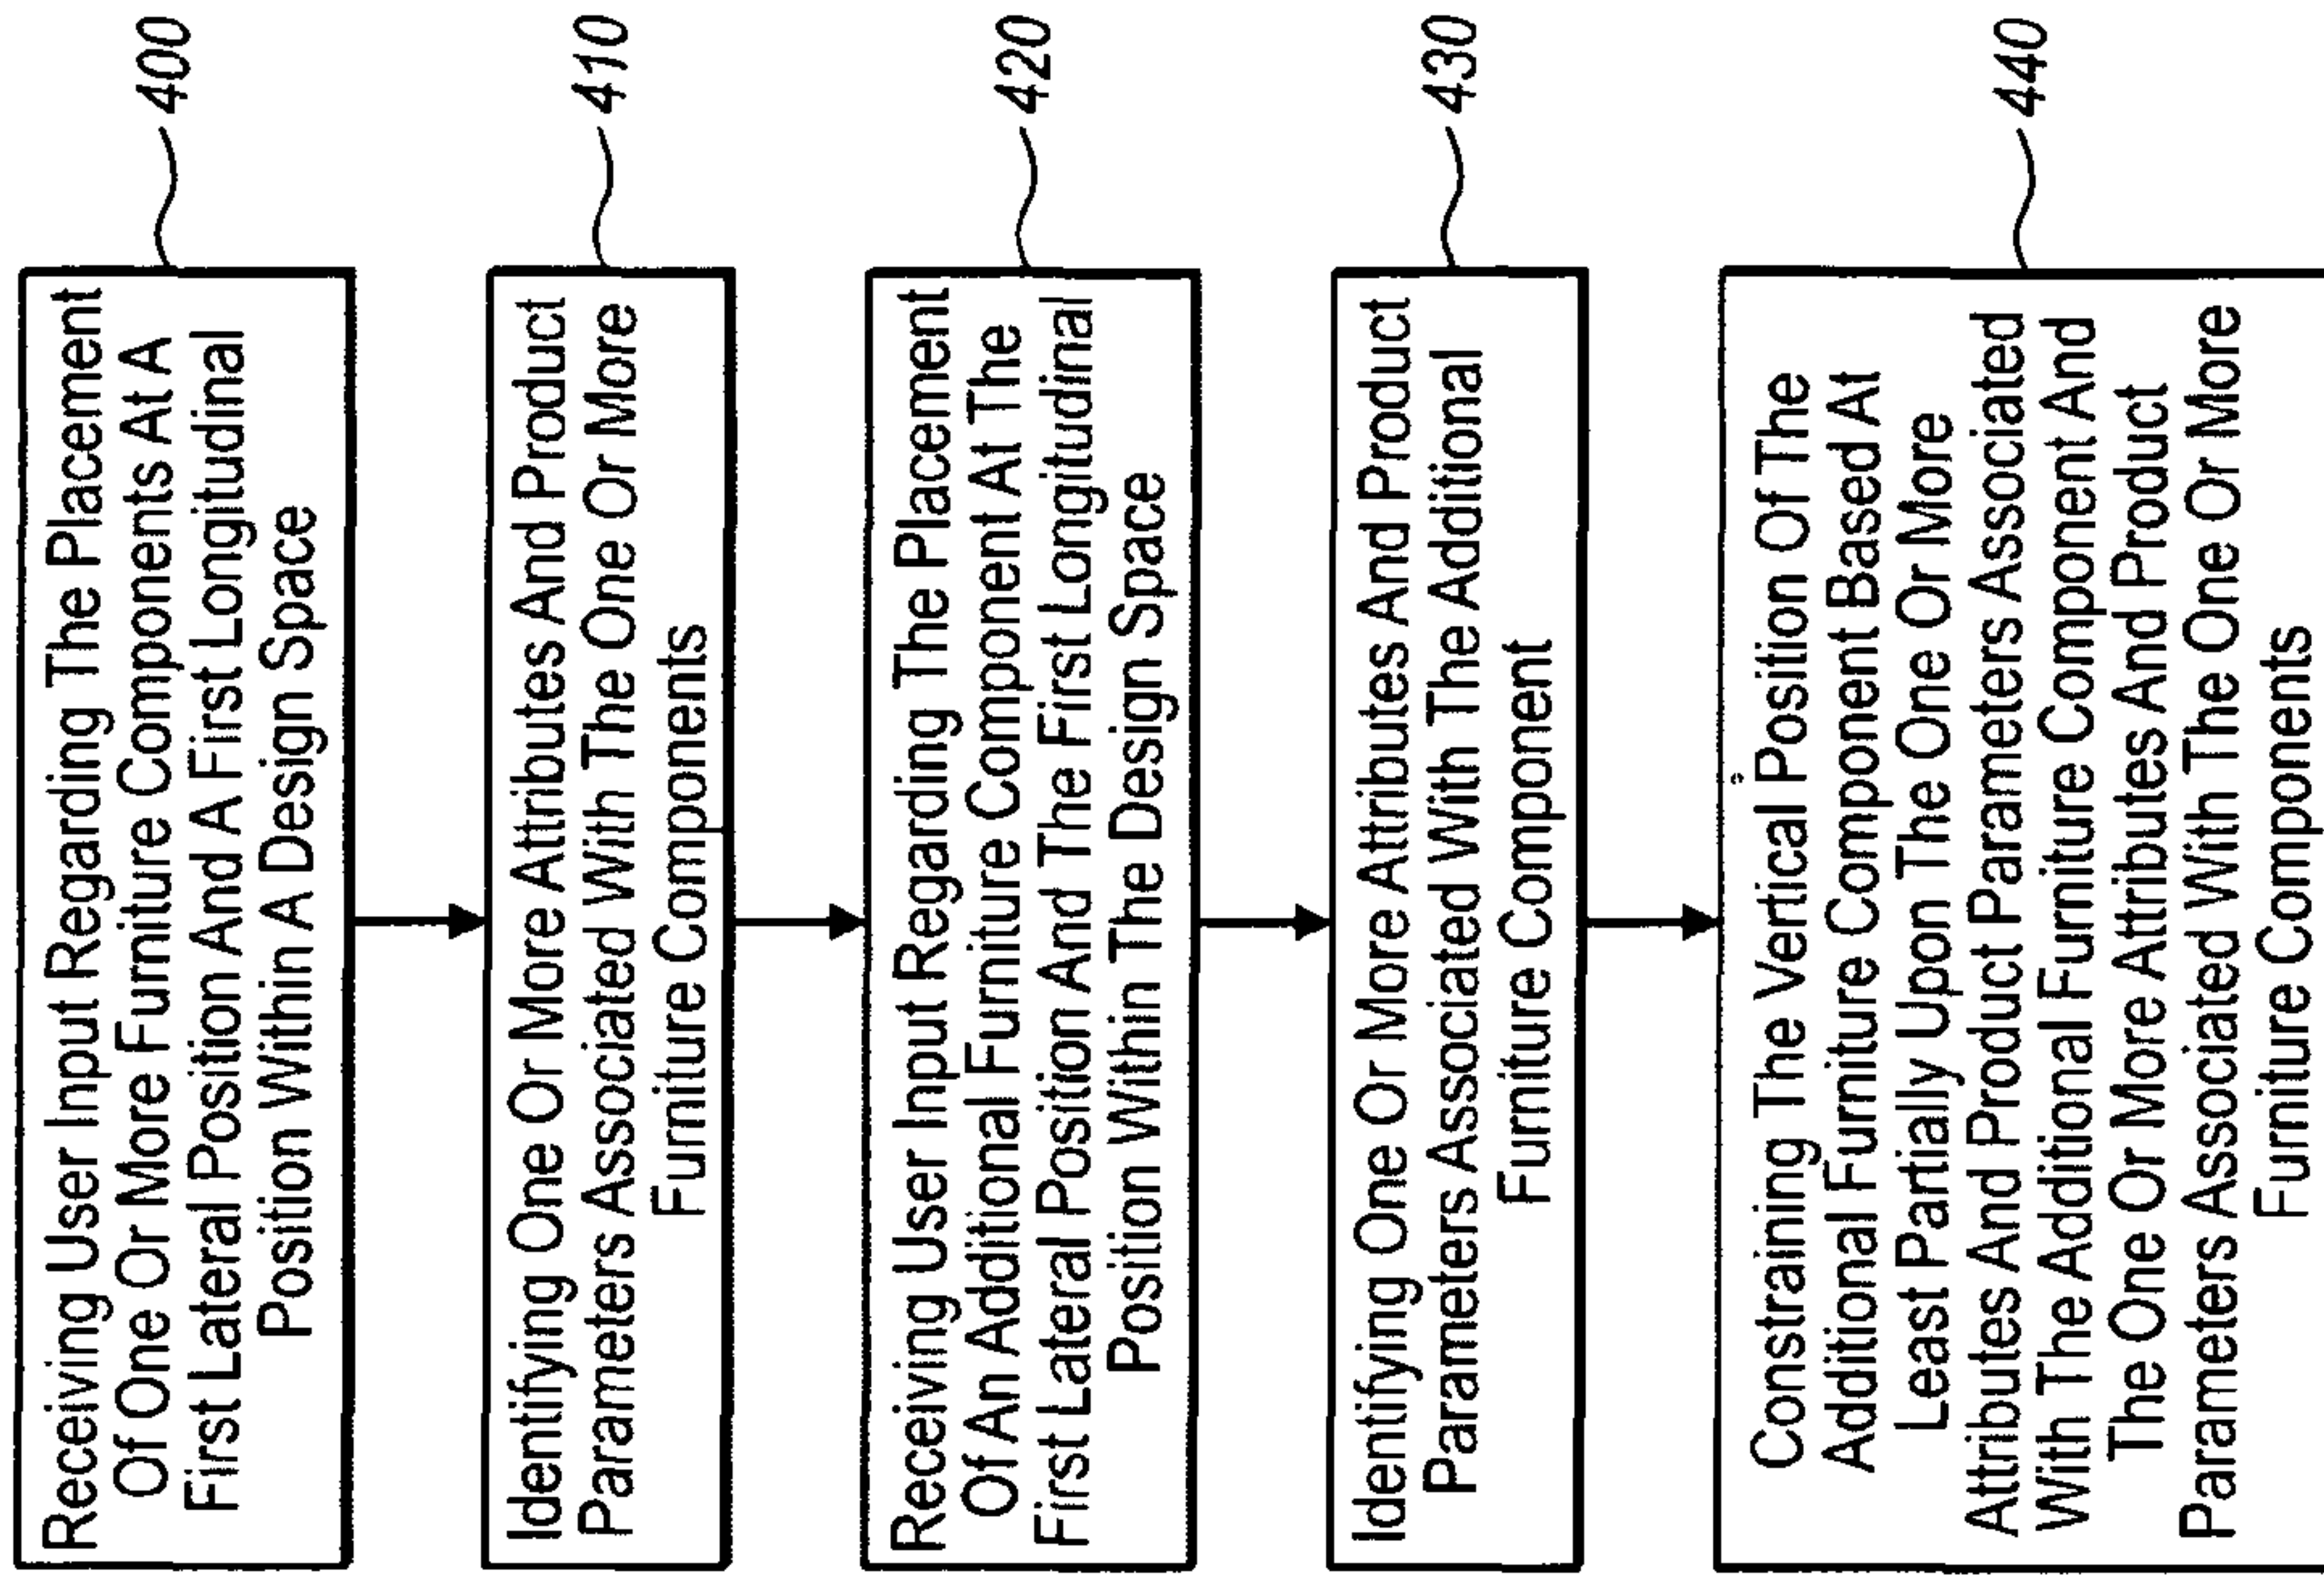 Receiving User Input Regarding The Placement
Of One Or More Furniture Components At A
First Lateral Position And A First Longitudinal
Position Within A Design Space
400
Identifying One Or More Attributes And Product
Parameters Associated With The One Or More
Furniture Components
410
Receiving User Input Regarding The Placement
Of An Additional Furniture Component At The
First Lateral Position And The First Longitudinal
Position Within The Design Space
420
Identifying One Or More Attributes And Product
Parameters Associated With The Additional
Furniture Component
430
Constraining The Vertical Position Of The
Additional Furniture Component Based At
Least Partially Upon The One Or More
Attributes And Product Parameters Associated
With The Additional Furniture Component And
The One Or More Attributes And Product
Parameters Associated With The One Or More
Furniture Components
440